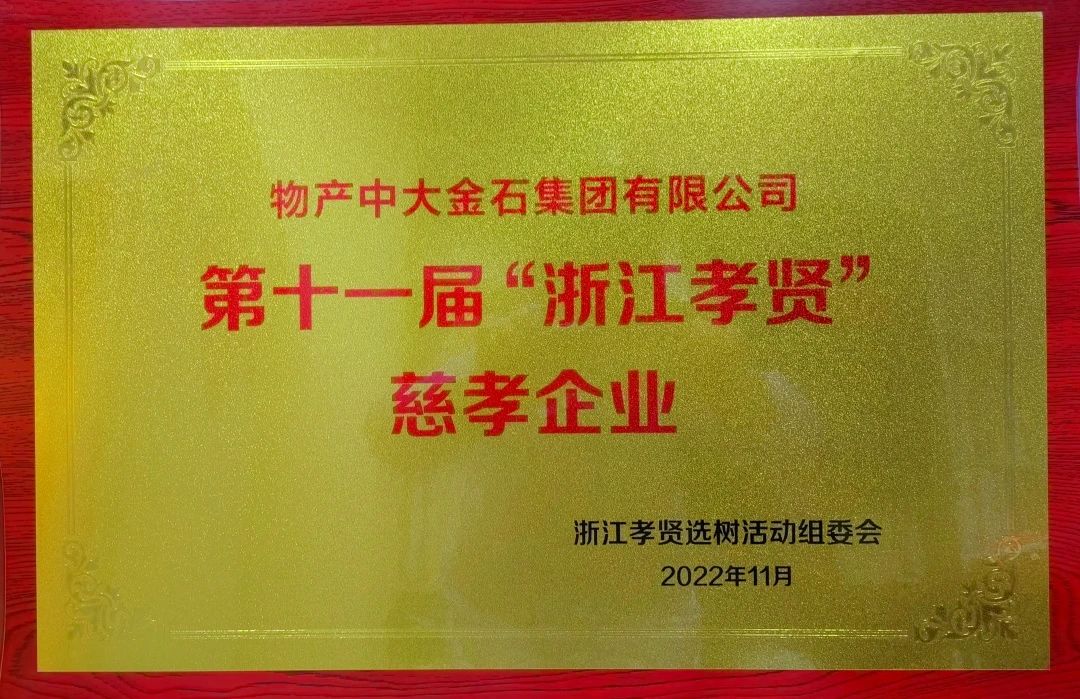 物产中大金石集团有限公司
第十一届“浙江孝贤”
慈孝企业
浙江孝贤选树活动组委会
2022年11月